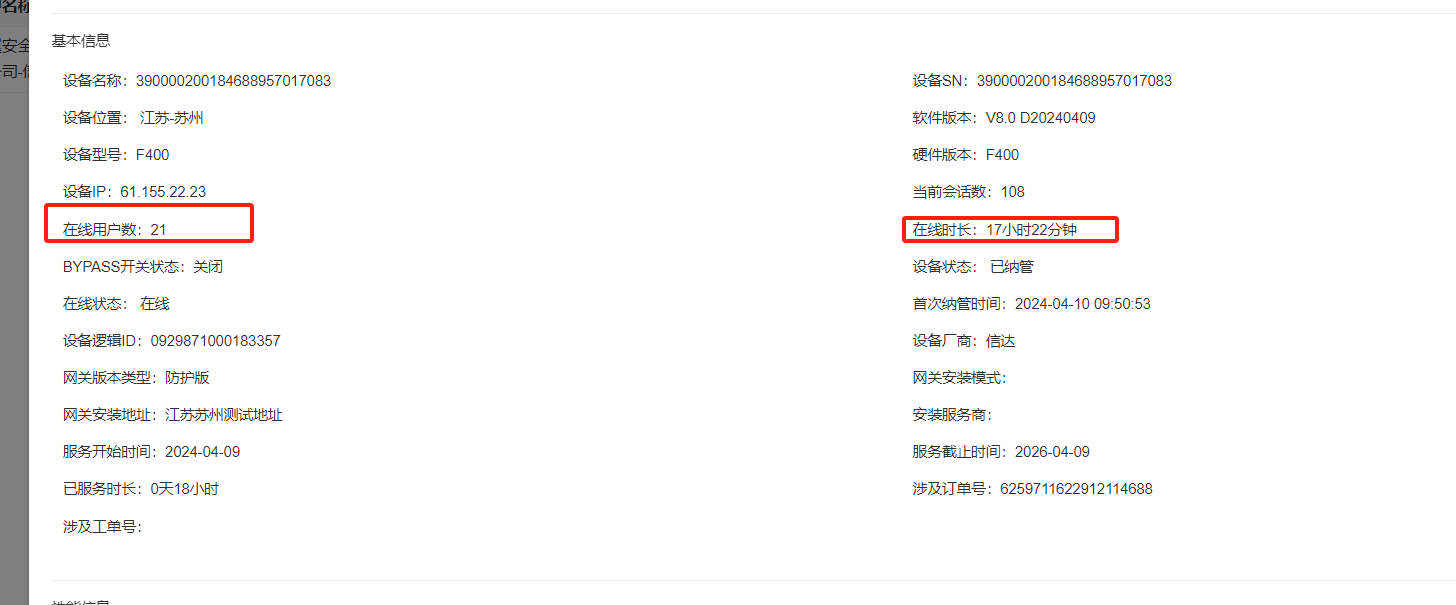 基本信息
设备名称：390000200184688957017083
设备SN：390000200184688957017083
设备位置： 江苏-苏州
软件版本：V8.0 D20240409
设备型号：F400
硬件版本：F400
设备IP：61.155.22.23
当前会话数：108
在线用户数：21
在线时长：17小时22分钟
BYPASS开关状态：关闭
设备状态： 已纳管
在线状态： 在线
首次纳管时间：2024-04-10 09:50:53
设备逻辑ID：0929871000183357
设备厂商：信达
网关版本类型：防护版
网关安装模式：
网关安装地址：江苏苏州测试地址
安装服务商：
服务开始时间：2024-04-09
服务截止时间：2026-04-09
已服务时长：0天18小时
涉及订单号：6259711622912114688
涉及工单号：